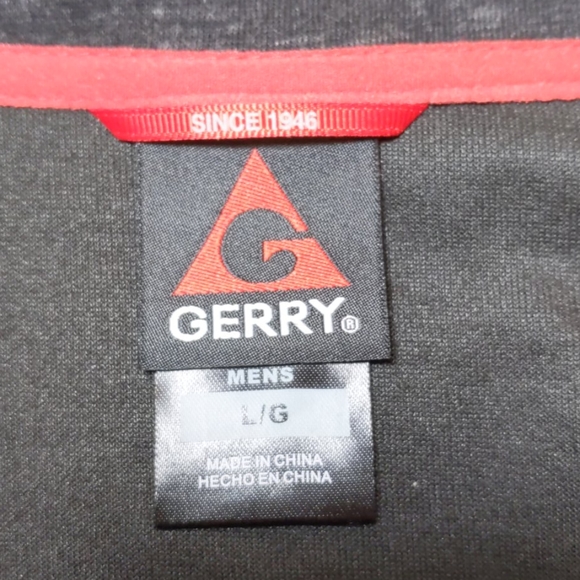 SINCE 1946
G
GERRY®
MENS
L/G
MADE IN CHINA
HECHO EN CHINA